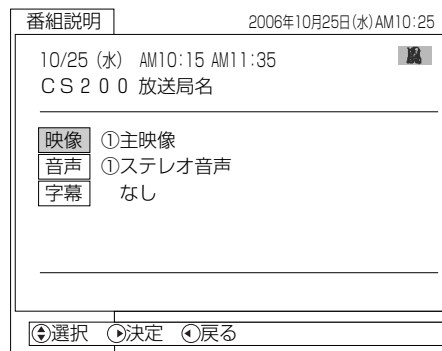 番組説明 2006年10月25日(水)AM10:25
10/25 (水) AM10:15 AM11:35
CS200 放送局名
映像 ①主映像
音声 ①ステレオ音声
字幕 なし
選択 決定 戻る